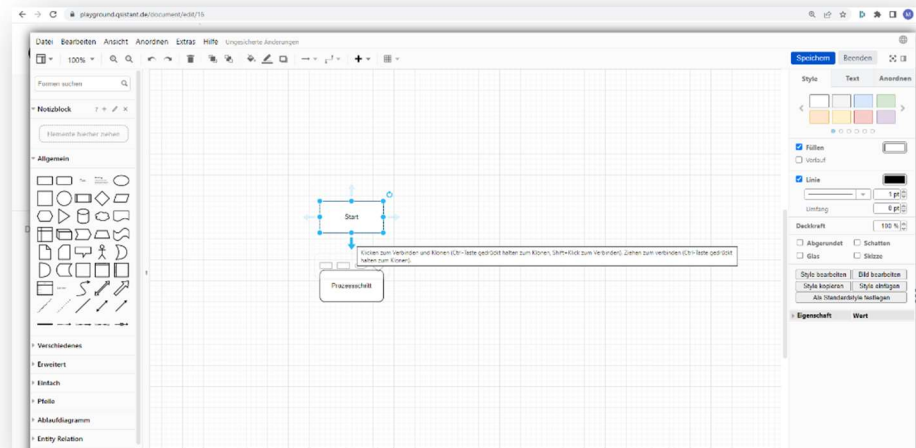 playground.qsistant.de/document/edit/16
Datei Bearbeiten Ansicht Anordnen Extras Hilfe Ungesicherte Änderungen
100%
Speichern Beenden
Formen suchen
Style Text Anordnen
Notizblock
Elemente hierher ziehen
Allgemein
Füllen
Verlauf
Linie
1 pt
Umfang 0 pt
Deckkraft 100 %
Abgerundet Schatten
Glas Skizze
Style bearbeiten Bild bearbeiten
Style kopieren Style einfügen
Als Standardstyle festlegen
Eigenschaft Wert
Start
Klicken zum Verbinden und Klonen (Ctrl-Taste gedrückt halten zum Klonen, Shift+Klick zum Verbinden). Ziehen zum verbinden (Ctrl-Taste gedrückt
halten zum Klonen).
Prozessschritt
Verschiedenes
Erweitert
Einfach
Pfeile
Ablaufdiagramm
Entity Relation